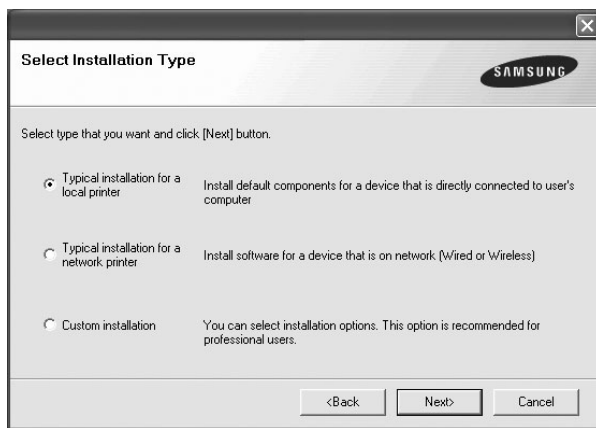 Select Installation Type
SAMSUNG
Select type that you want and click [Next] button.
Typical installation for a
local printer
Install default components for a device that is directly connected to user's
computer
Typical installation for a
network printer
Install software for a device that is on network (Wired or Wireless)
Custom installation
You can select installation options. This option is recommended for
professional users.
<Back
Next>
Cancel